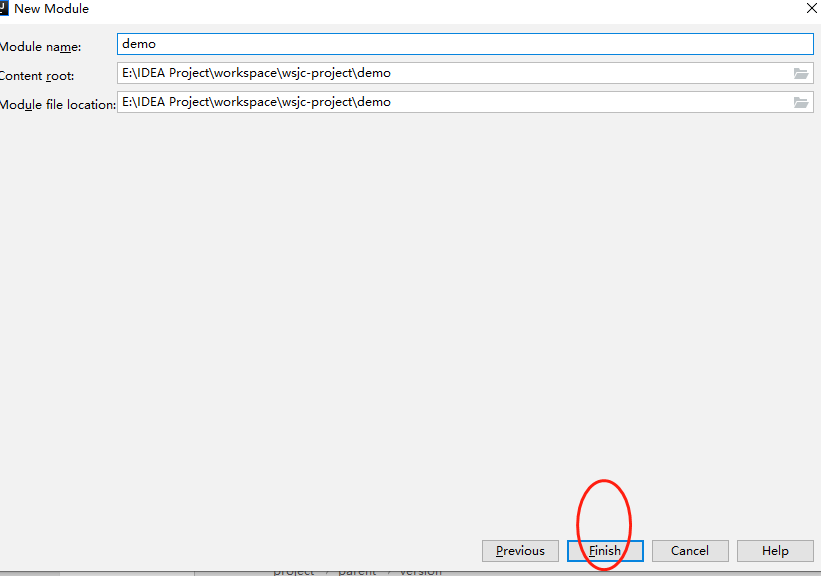 New Module
Module name: demo
Content root: E:\IDEA Project\workspace\wsjc-project\demo
Module file location: E:\IDEA Project\workspace\wsjc-project\demo
Previous Finish Cancel Help
project › parent › version